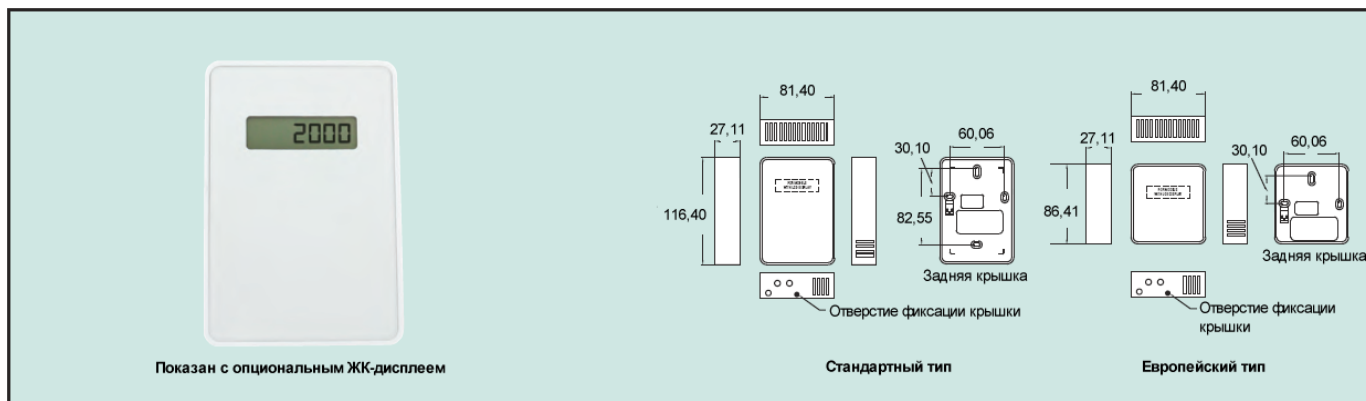 2000
Показан с опциональным ЖК-дисплеем
81,40
27,11
60,06
30,10
116,40
82,55
Задняя крышка
Отверстие фиксации крышки
Стандартный тип
81,40
27,11
60,06
30,10
86,41
Задняя крышка
Отверстие фиксации
крышки
Европейский тип